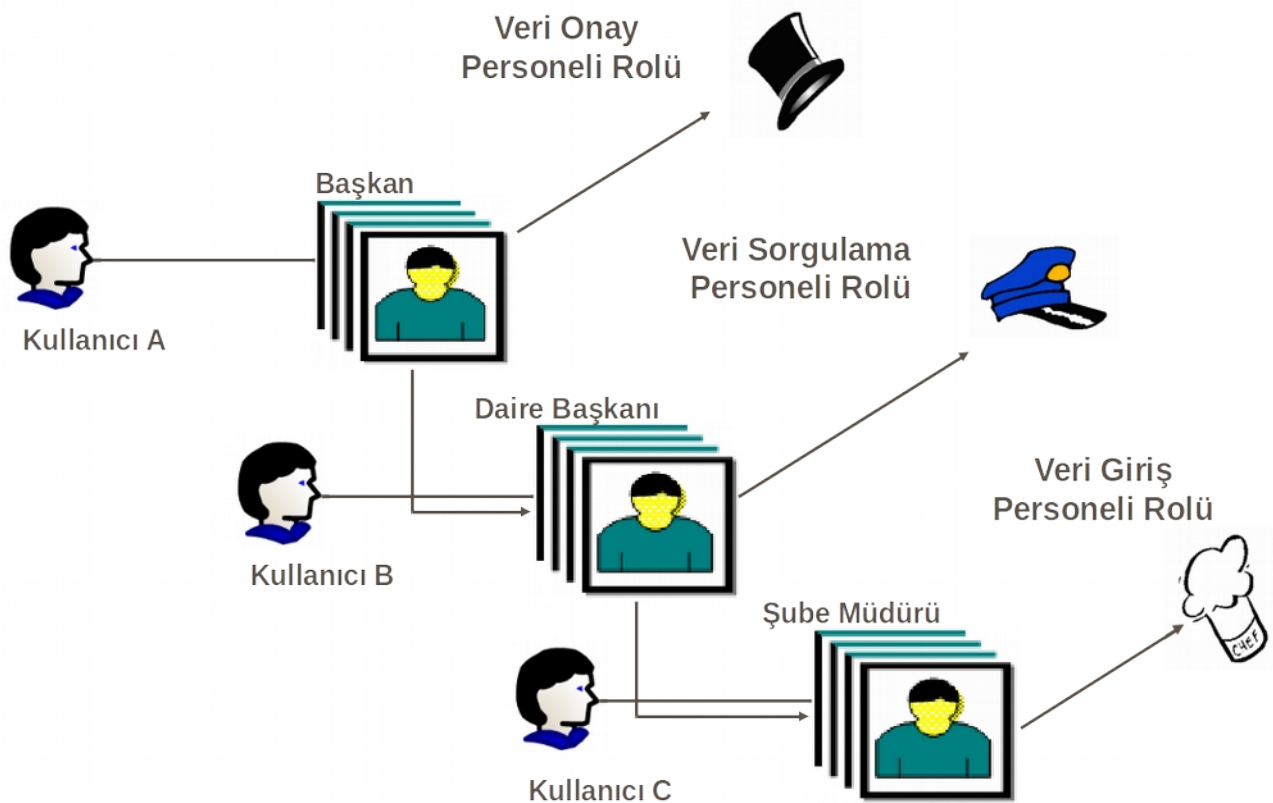 Veri Onay
Personeli Rolü
Başkan
Kullanıcı A
Veri Sorgulama
Personeli Rolü
Daire Başkanı
Kullanıcı B
Veri Giriş
Personeli Rolü
CHEF
Şube Müdürü
Kullanıcı C